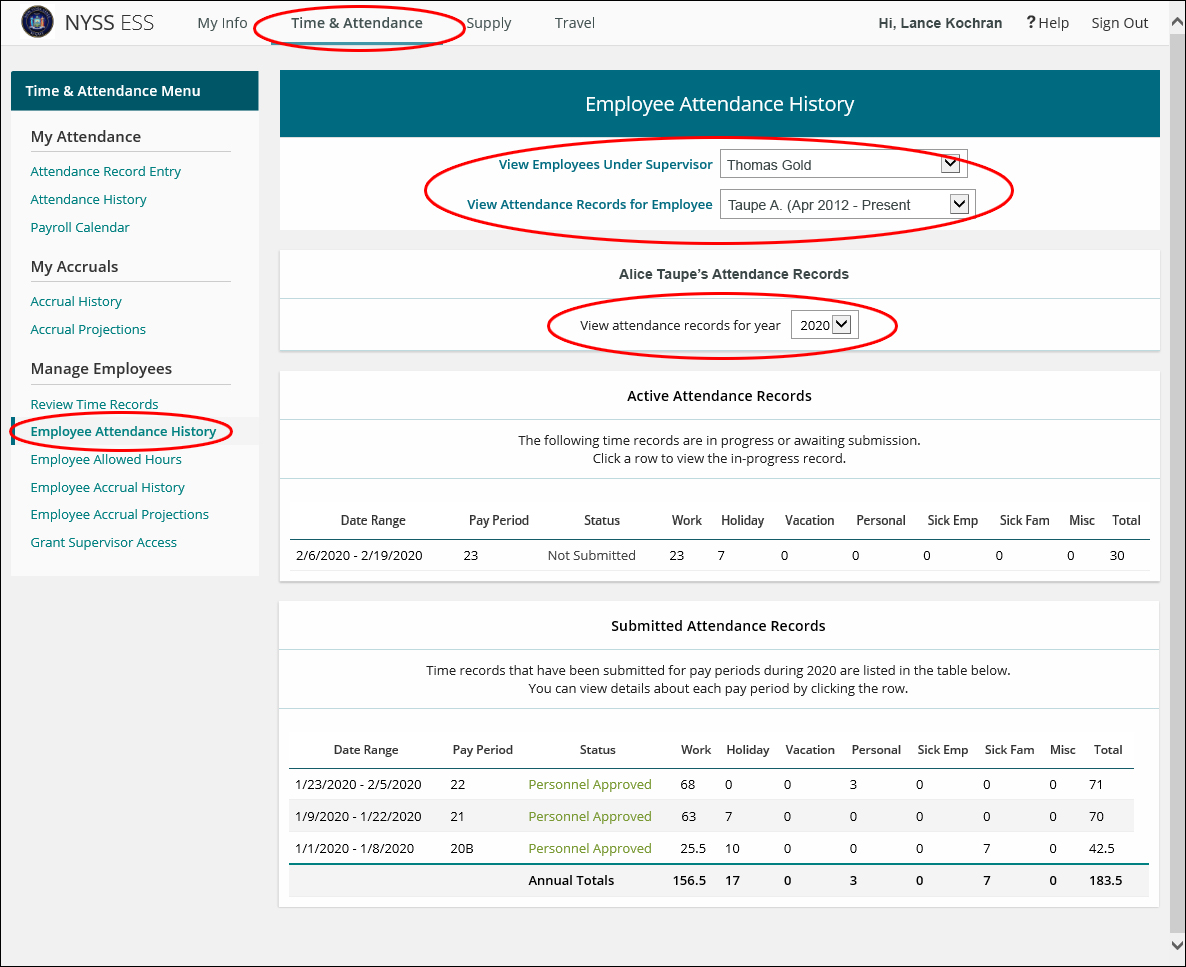 NYSS ESS My Info Time & Attendance Supply Travel Hi, Lance Kochran ? Help Sign Out
Time & Attendance Menu
My Attendance
Attendance Record Entry
Attendance History
Payroll Calendar
My Accruals
Accrual History
Accrual Projections
Manage Employees
Review Time Records
Employee Attendance History
Employee Allowed Hours
Employee Accrual History
Employee Accrual Projections
Grant Supervisor Access
Employee Attendance History
View Employees Under Supervisor Thomas Gold
View Attendance Records for Employee Taupe A. (Apr 2012 - Present
Alice Taupe’s Attendance Records
View attendance records for year 2020
Active Attendance Records
The following time records are in progress or awaiting submission.
Click a row to view the in-progress record.
Date Range Pay Period Status Work Holiday Vacation Personal Sick Emp Sick Fam Misc Total
2/6/2020 - 2/19/2020 23 Not Submitted 23 7 0 0 0 0 0 30
Submitted Attendance Records
Time records that have been submitted for pay periods during 2020 are listed in the table below.
You can view details about each pay period by clicking the row.
Date Range Pay Period Status Work Holiday Vacation Personal Sick Emp Sick Fam Misc Total
1/23/2020 - 2/5/2020 22 Personnel Approved 68 0 0 3 0 0 0 71
1/9/2020 - 1/22/2020 21 Personnel Approved 63 7 0 0 0 0 0 70
1/1/2020 - 1/8/2020 20B Personnel Approved 25.5 10 0 0 0 7 0 42.5
Annual Totals 156.5 17 0 3 0 7 0 183.5